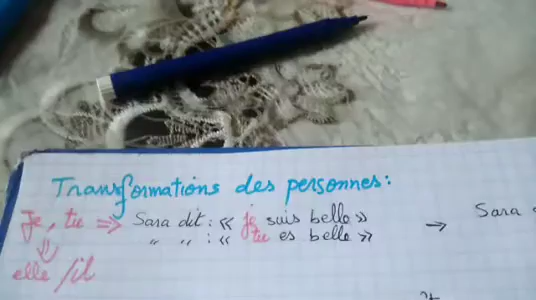 Transformations des personnes:
Je, tu ⇒ Sara dit : « je suis belle » → Sara
" " : « tu es belle »
⇓
elle / il